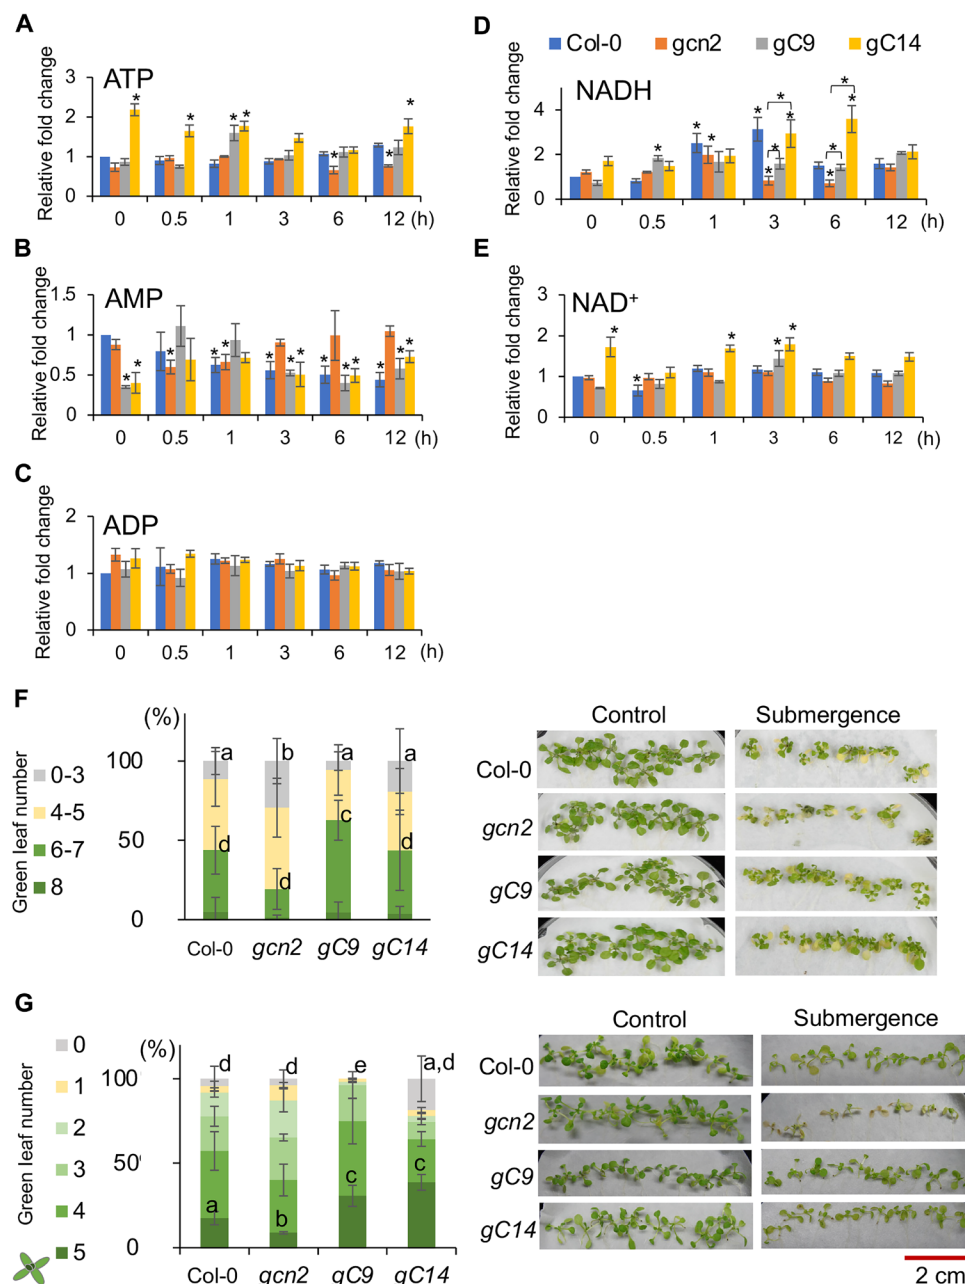 A
ATP
Relative fold change
3
2
1
0
0 0.5 1 3 6 12 (h)
* * * * * * *
B
AMP
Relative fold change
1.5
1
0.5
0
0 0.5 1 3 6 12 (h)
* * * * * * * * * * * * * *
C
ADP
Relative fold change
2
1
0
0 0.5 1 3 6 12 (h)
D
Col-0 gcn2 gC9 gC14
NADH
Relative fold change
4
2
0
0 0.5 1 3 6 12 (h)
* * * * * * * * * * * *
E
NAD+
Relative fold change
3
2
1
0
0 0.5 1 3 6 12 (h)
* * * * *
F
(%)
Green leaf number
0-3
4-5
6-7
8
100
50
0
a b a a
d d c d
Col-0 gcn2 gC9 gC14
Control Submergence
Col-0
gcn2
gC9
gC14
G
(%)
Green leaf number
0
1
2
3
4
5
100
50
0
d d e a,d
a b c c
Col-0 gcn2 gC9 gC14
Control Submergence
Col-0
gcn2
gC9
gC14
2 cm